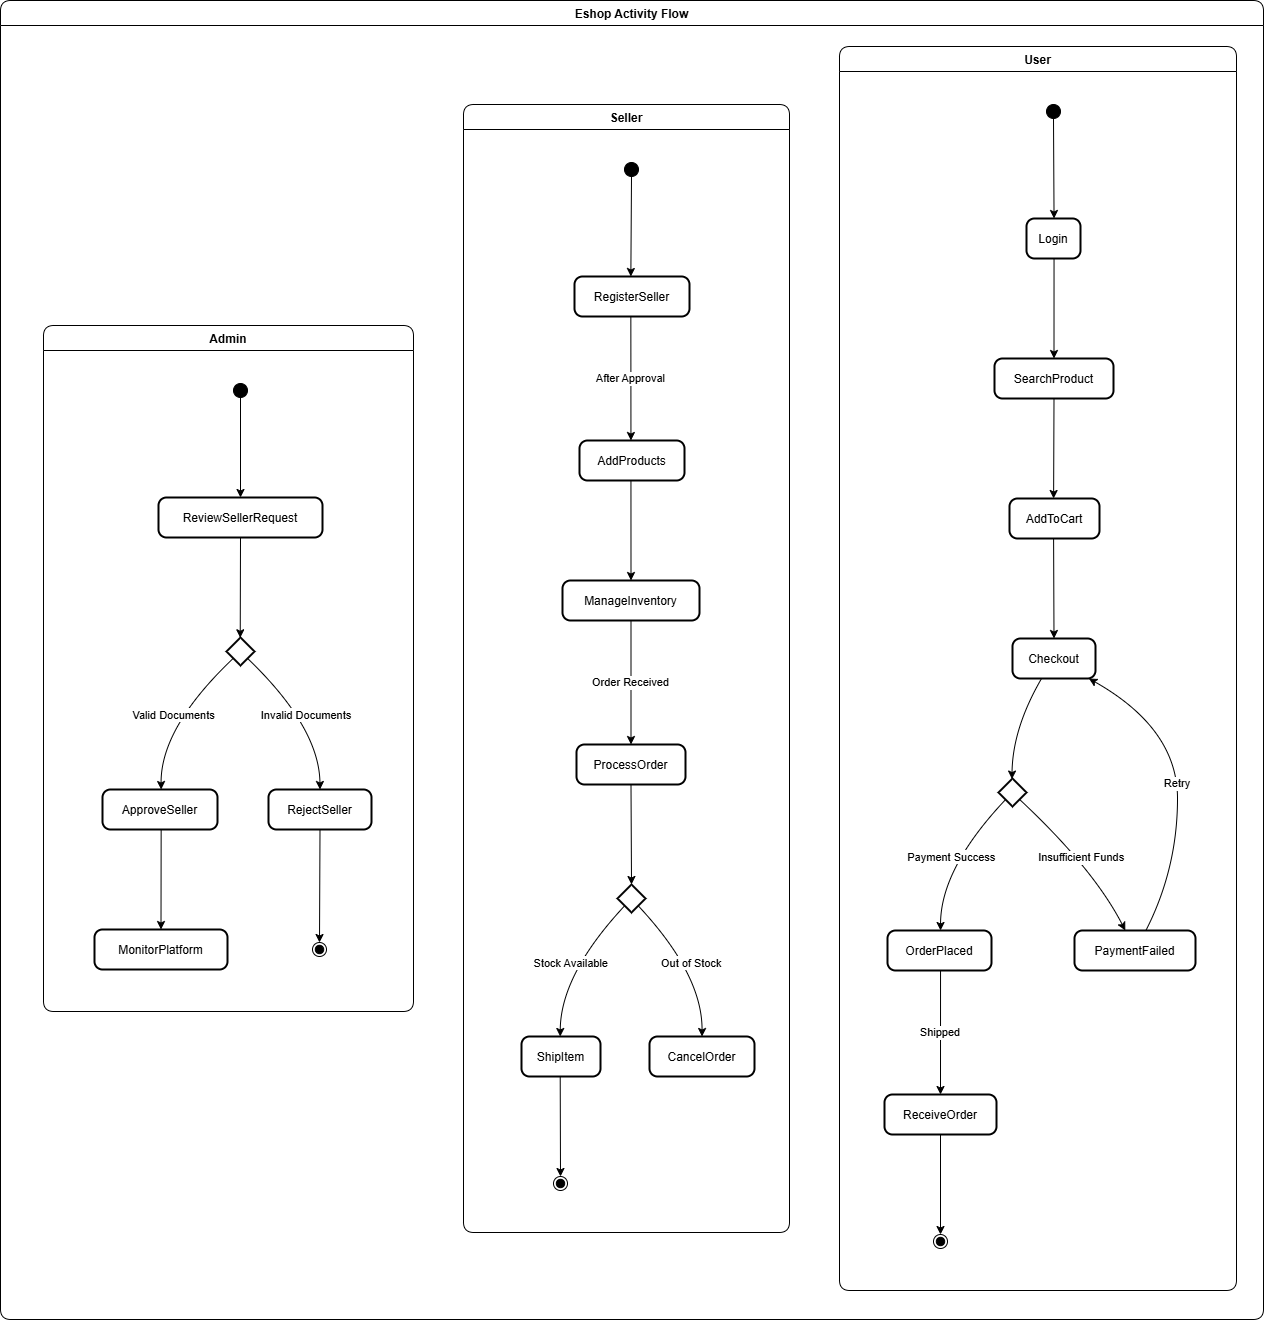 Eshop Activity Flow
Admin
ReviewSellerRequest
Valid Documents
Invalid Documents
ApproveSeller
RejectSeller
MonitorPlatform
Seller
RegisterSeller
After Approval
AddProducts
ManageInventory
Order Received
ProcessOrder
Stock Available
Out of Stock
ShipItem
CancelOrder
User
Login
SearchProduct
AddToCart
Checkout
Retry
Payment Success
Insufficient Funds
OrderPlaced
PaymentFailed
Shipped
ReceiveOrder